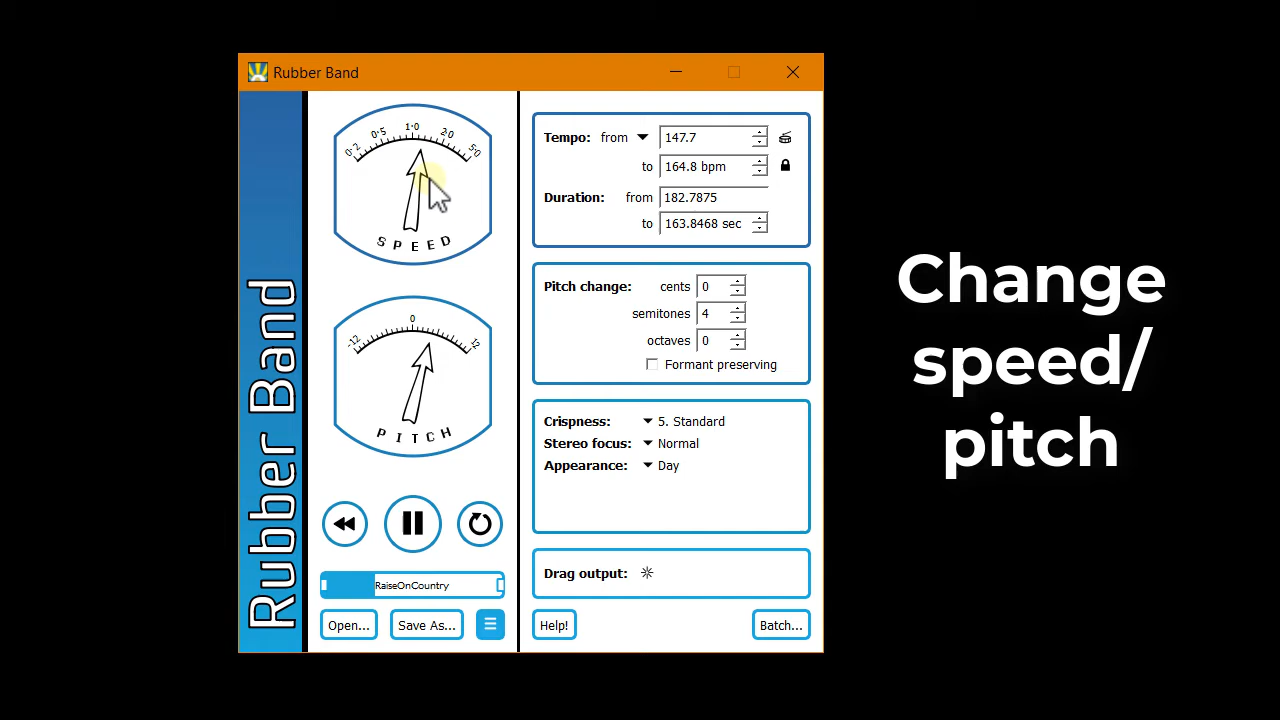 Rubber Band
Rubber Band
0·2 0·5 1·0 2·0 5·0
SPEED
-12 0 12
PITCH
RaiseOnCountry
Open...
Save As...
Tempo: from 147.7
to 164.8 bpm
Duration: from 182.7875
to 163.8468 sec
Pitch change: cents 0
semitones 4
octaves 0
Formant preserving
Crispness: 5. Standard
Stereo focus: Normal
Appearance: Day
Drag output:
Help!
Batch...
Change
speed/
pitch